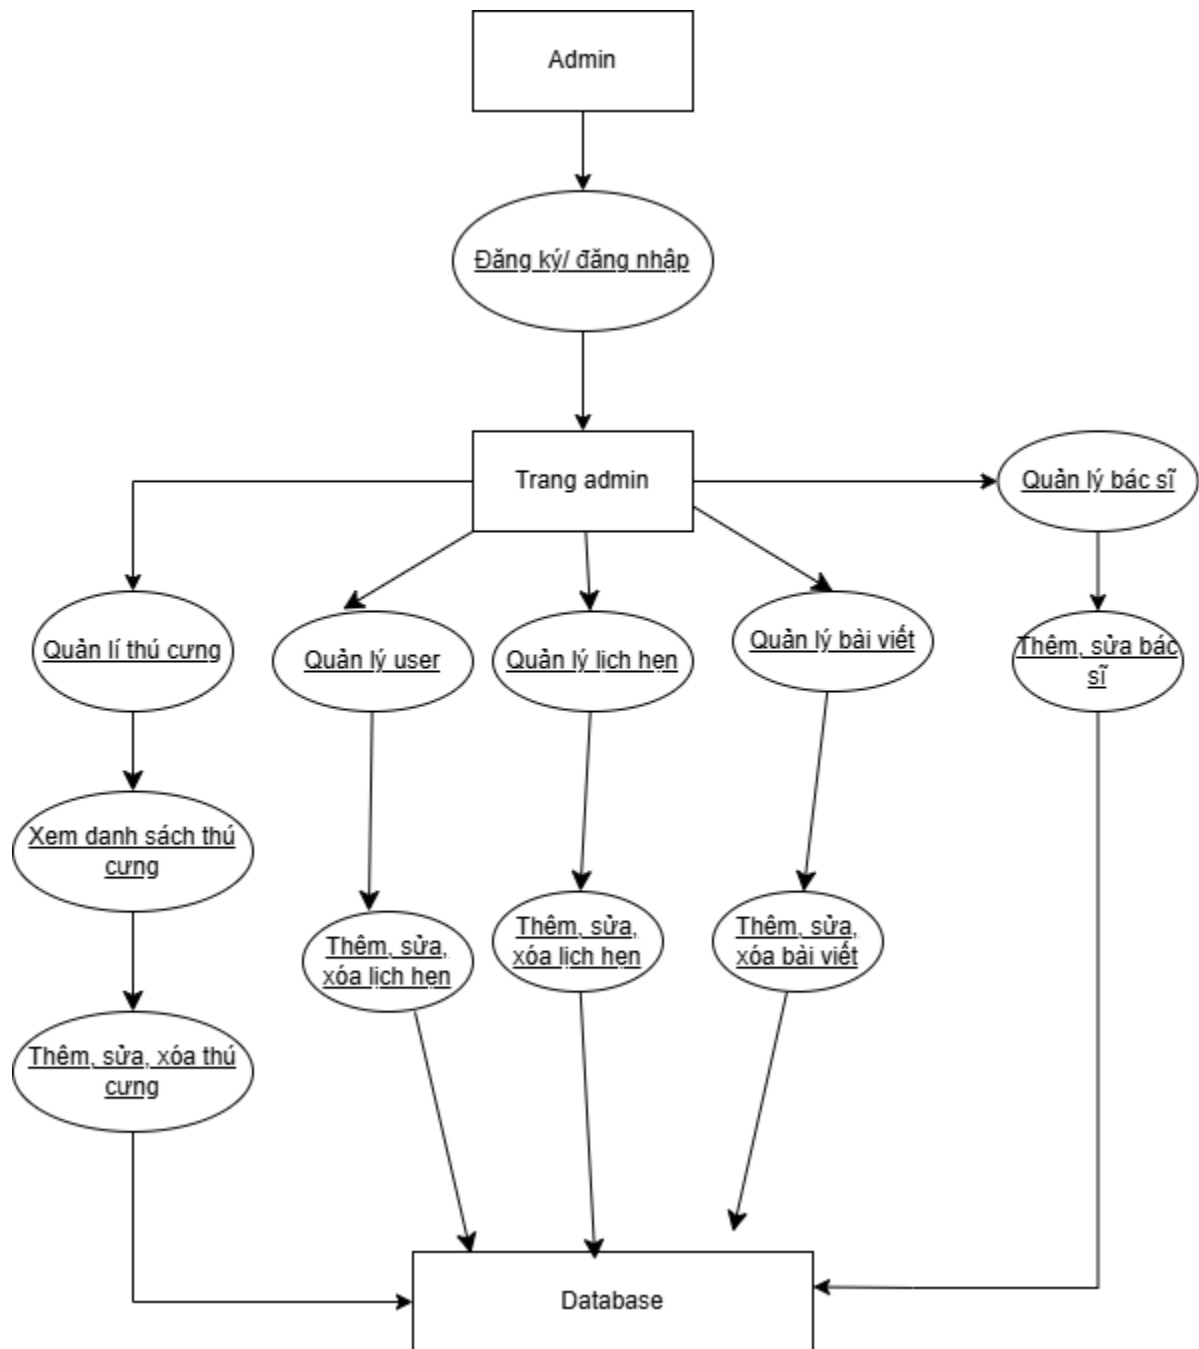 Admin
Đăng ký/ đăng nhập
Trang admin
Quản lý bác sĩ
Quản lí thú cưng
Quản lý user
Quản lý lịch hẹn
Quản lý bài viết
Thêm, sửa bác
sĩ
Xem danh sách thú
cưng
Thêm, sửa,
xóa lịch hẹn
Thêm, sửa,
xóa lịch hẹn
Thêm, sửa,
xóa bài viết
Thêm, sửa, xóa thú
cưng
Database